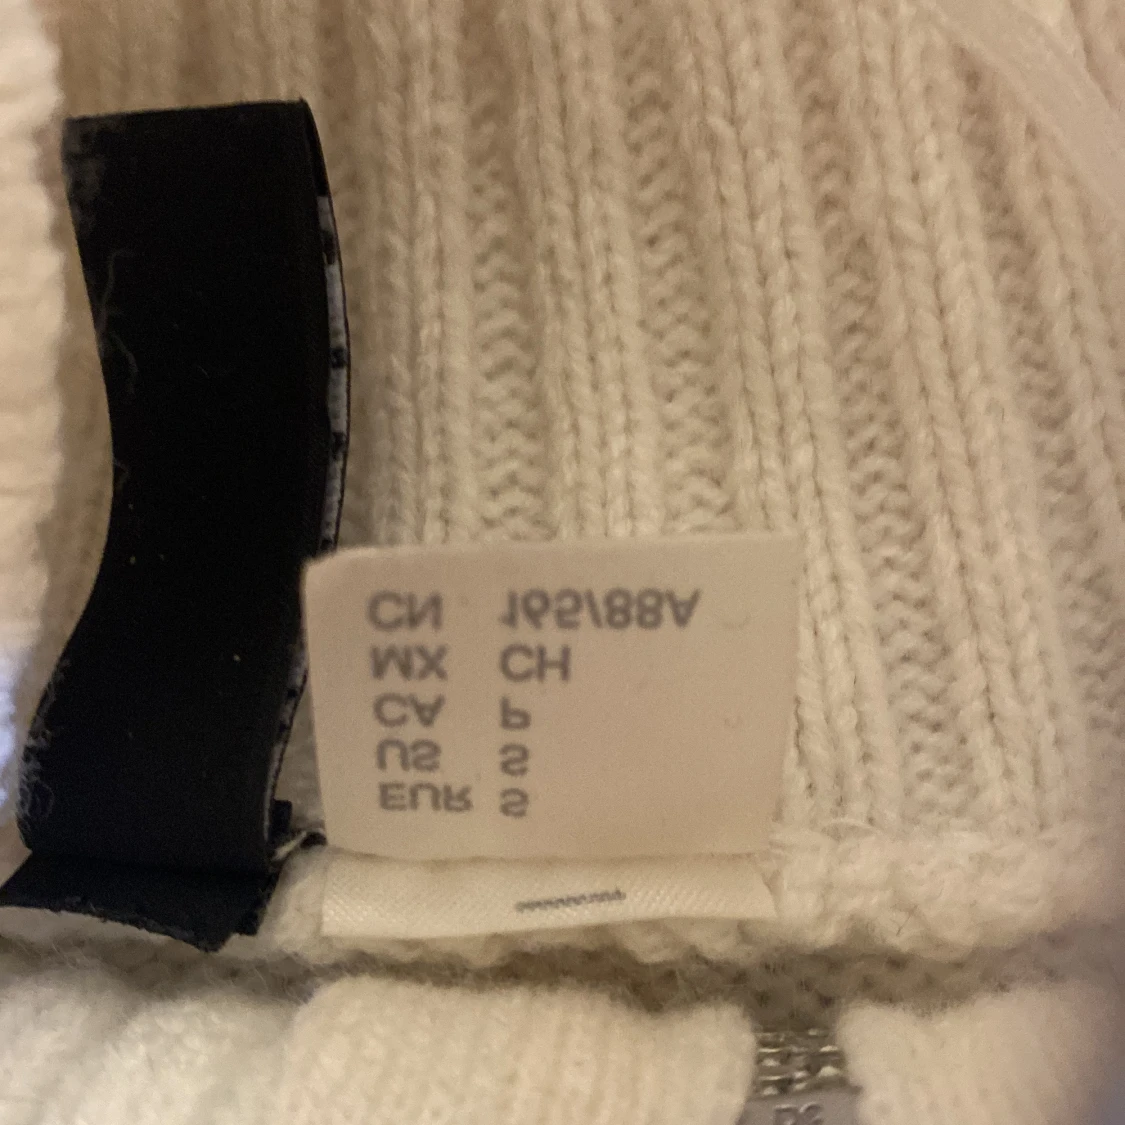 EUR S
US S
CA P
MX CH
CN 165/88A